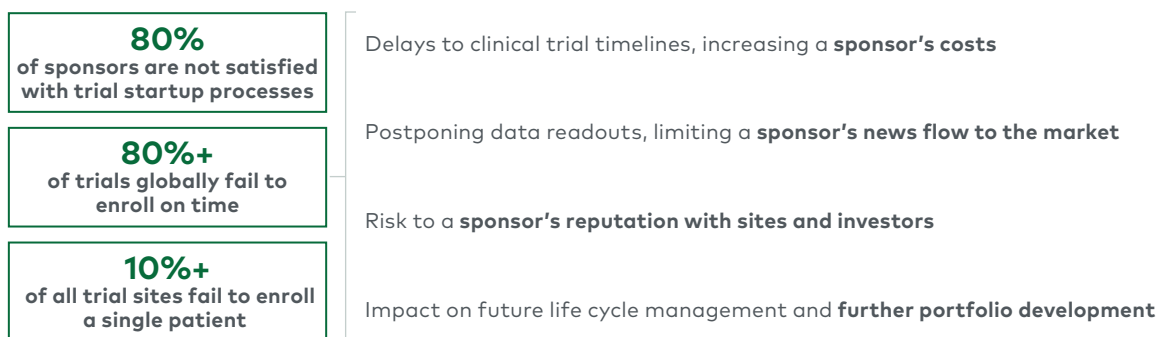 80%
of sponsors are not satisfied
with trial startup processes
80%+
of trials globally fail to
enroll on time
10%+
of all trial sites fail to enroll
a single patient
Delays to clinical trial timelines, increasing a sponsor’s costs
Postponing data readouts, limiting a sponsor’s news flow to the market
Risk to a sponsor’s reputation with sites and investors
Impact on future life cycle management and further portfolio development